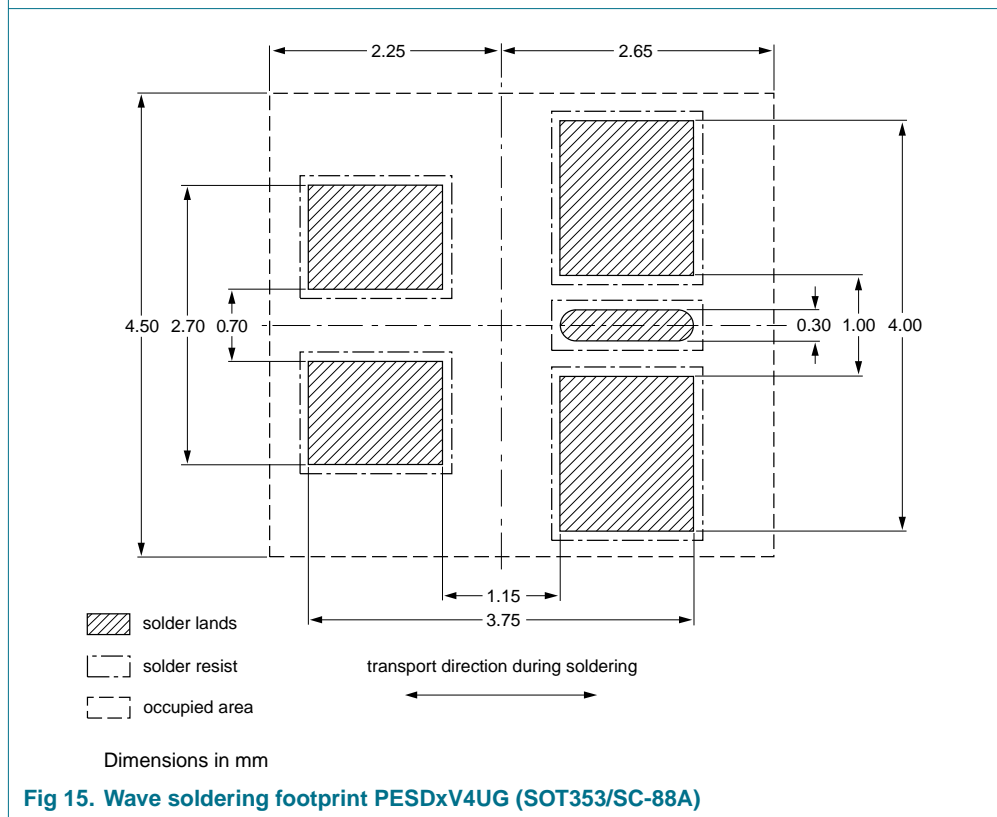 2.25 2.65
4.50 2.70 0.70 0.30 1.00 4.00
1.15
3.75
solder lands
solder resist
occupied area
transport direction during soldering
Dimensions in mm
Fig 15. Wave soldering footprint PESDxV4UG (SOT353/SC-88A)